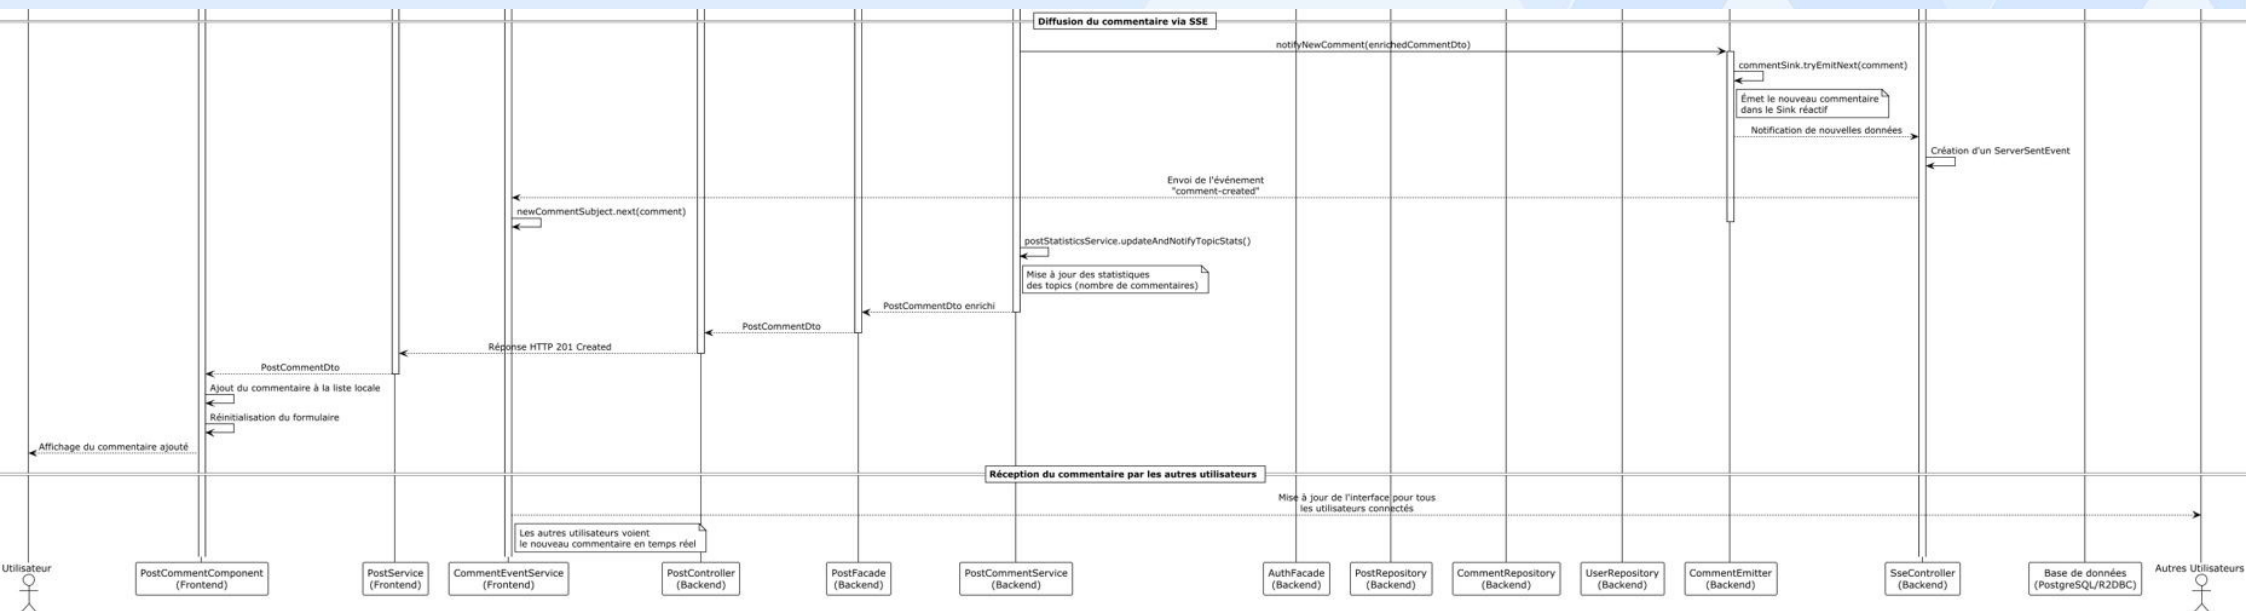 Diffusion du commentaire via SSE
notifyNewComment(enrichedCommentDto)
commentSink.tryEmitNext(comment)
Émet le nouveau commentaire
dans le Sink réactif
Notification de nouvelles données
Création d'un ServerSentEvent
Envoi de l'événement
"comment-created"
newCommentSubject.next(comment)
postStatisticsService.updateAndNotifyTopicStats()
Mise à jour des statistiques
des topics (nombre de commentaires)
PostCommentDto enrichi
PostCommentDto
Réponse HTTP 201 Created
PostCommentDto
Ajout du commentaire à la liste locale
Réinitialisation du formulaire
Affichage du commentaire ajouté
Réception du commentaire par les autres utilisateurs
Mise à jour de l'interface pour tous
les utilisateurs connectés
Les autres utilisateurs voient
le nouveau commentaire en temps réel
Utilisateur
PostCommentComponent
(Frontend)
PostService
(Frontend)
CommentEventService
(Frontend)
PostController
(Backend)
PostFacade
(Backend)
PostCommentService
(Backend)
AuthFacade
(Backend)
PostRepository
(Backend)
CommentRepository
(Backend)
UserRepository
(Backend)
CommentEmitter
(Backend)
SseController
(Backend)
Base de données
(PostgreSQL/R2DBC)
Autres Utilisateurs